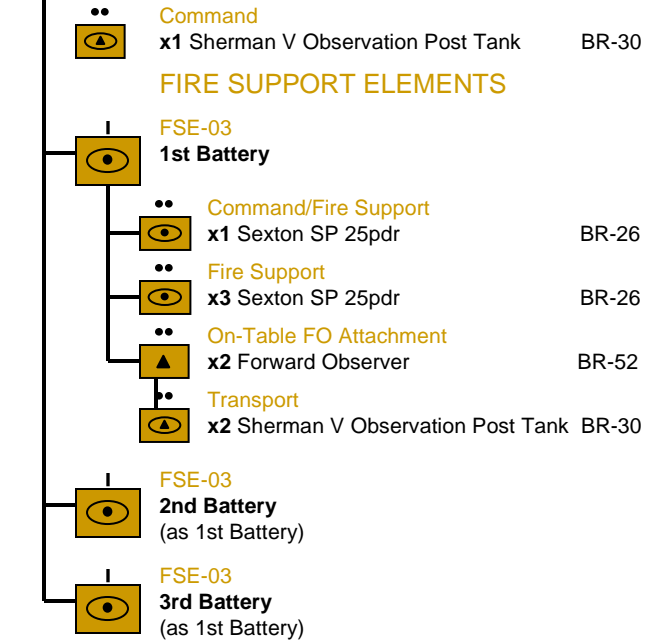 Command
x1 Sherman V Observation Post Tank BR-30
FIRE SUPPORT ELEMENTS
FSE-03
1st Battery
Command/Fire Support
x1 Sexton SP 25pdr BR-26
Fire Support
x3 Sexton SP 25pdr BR-26
On-Table FO Attachment
x2 Forward Observer BR-52
Transport
x2 Sherman V Observation Post Tank BR-30
FSE-03
2nd Battery
(as 1st Battery)
FSE-03
3rd Battery
(as 1st Battery)